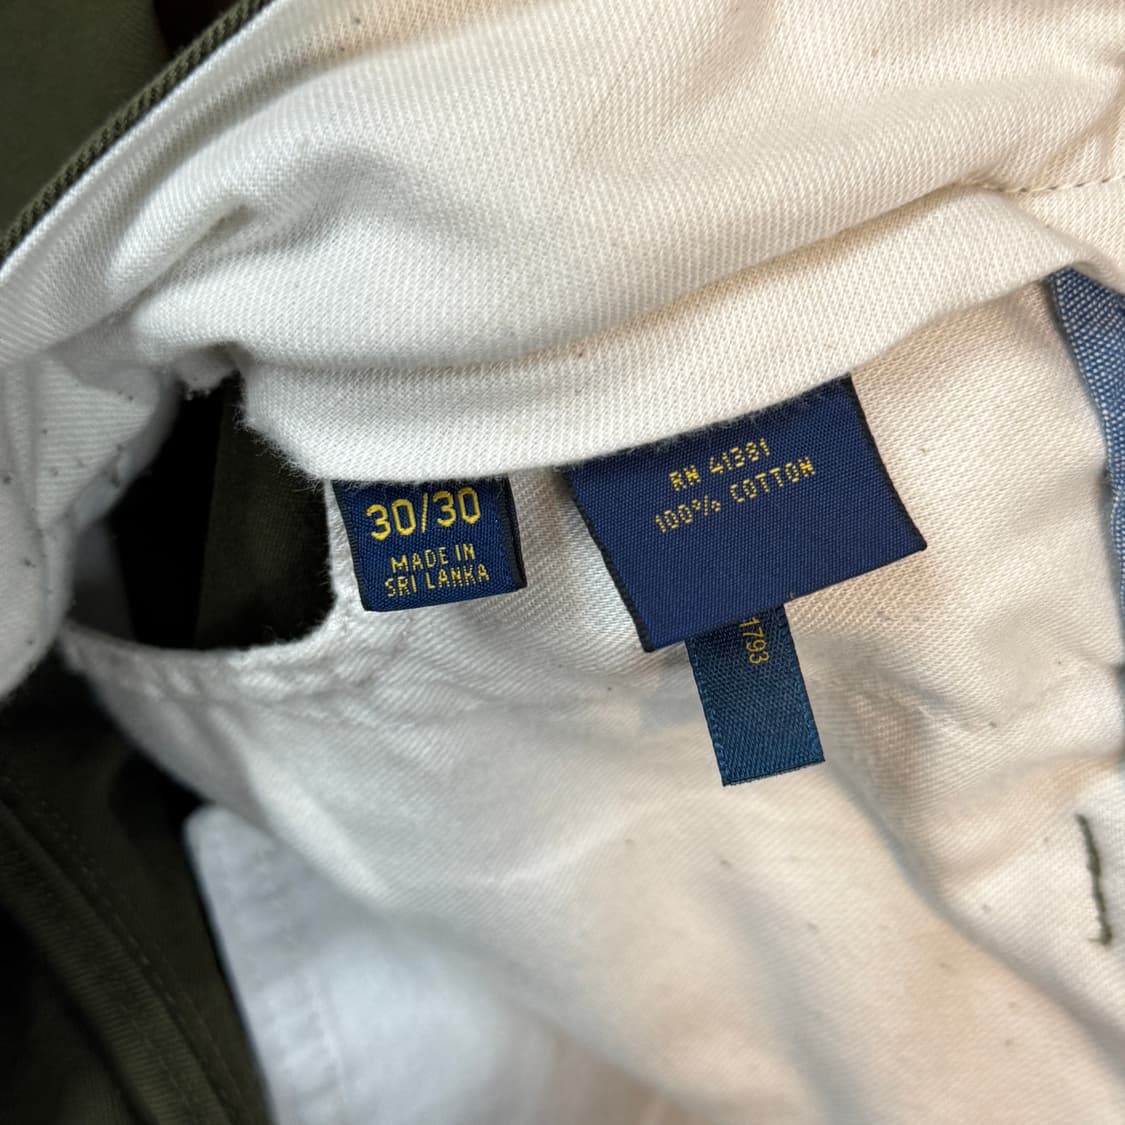 30/30
MADE IN
SRI LANKA
RN 41381
100% COTTON
1793